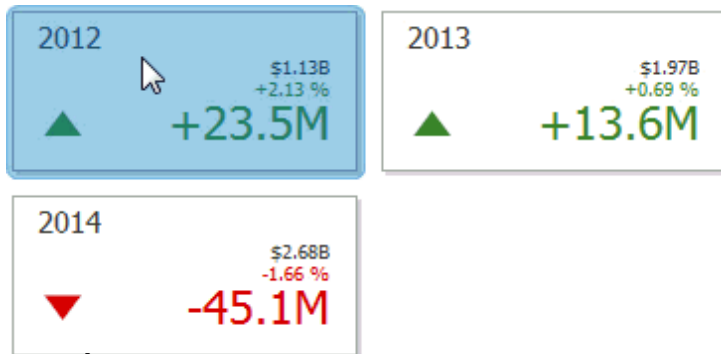 2012
$1.13B
+2.13 %
+23.5M
2013
$1.97B
+0.69 %
+13.6M
2014
$2.68B
-1.66 %
-45.1M